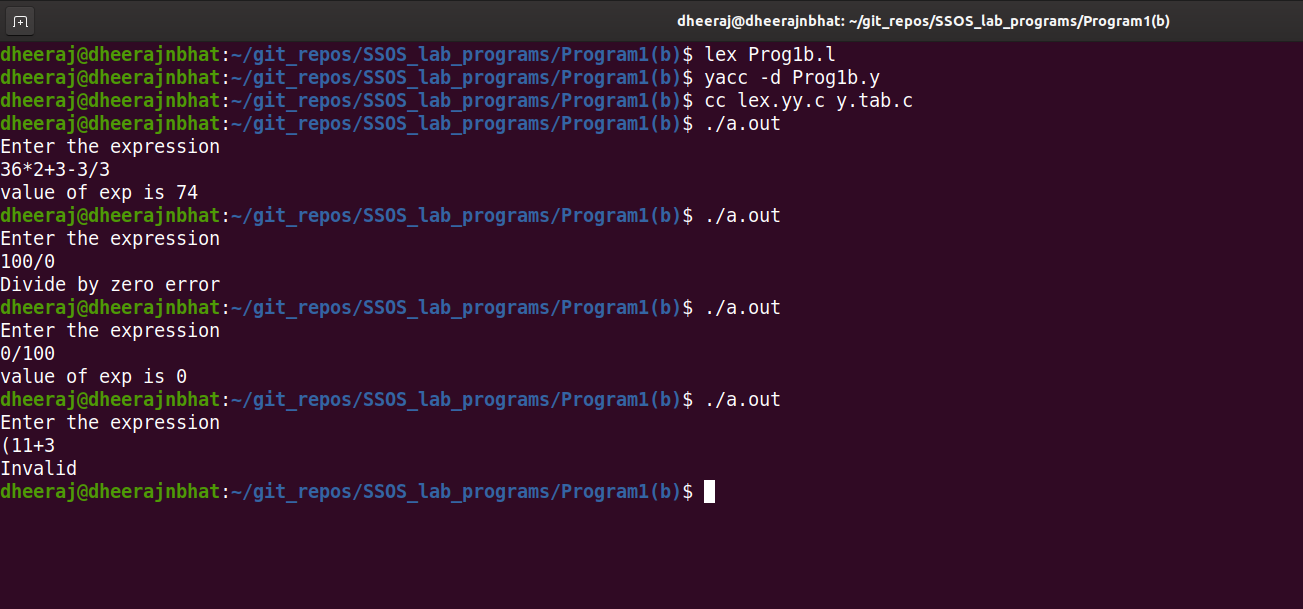 dheeraj@dheerajnbhat: ~/git_repos/SSOS_lab_programs/Program1(b)
dheeraj@dheerajnbhat:~/git_repos/SSOS_lab_programs/Program1(b)$ lex Prog1b.l
dheeraj@dheerajnbhat:~/git_repos/SSOS_lab_programs/Program1(b)$ yacc -d Prog1b.y
dheeraj@dheerajnbhat:~/git_repos/SSOS_lab_programs/Program1(b)$ cc lex.yy.c y.tab.c
dheeraj@dheerajnbhat:~/git_repos/SSOS_lab_programs/Program1(b)$ ./a.out
Enter the expression
36*2+3-3/3
value of exp is 74
dheeraj@dheerajnbhat:~/git_repos/SSOS_lab_programs/Program1(b)$ ./a.out
Enter the expression
100/0
Divide by zero error
dheeraj@dheerajnbhat:~/git_repos/SSOS_lab_programs/Program1(b)$ ./a.out
Enter the expression
0/100
value of exp is 0
dheeraj@dheerajnbhat:~/git_repos/SSOS_lab_programs/Program1(b)$ ./a.out
Enter the expression
(11+3
Invalid
dheeraj@dheerajnbhat:~/git_repos/SSOS_lab_programs/Program1(b)$